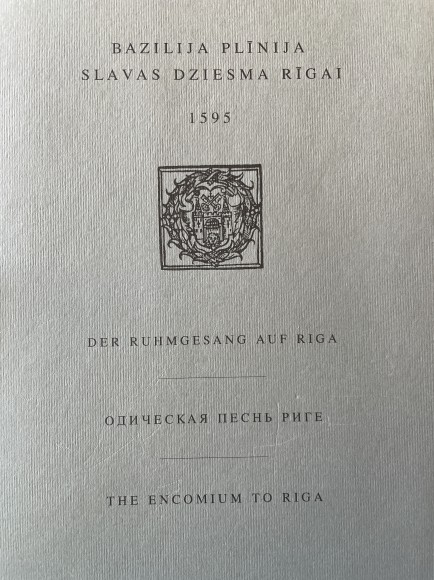 BAZILIJA PLĪNIJA
SLAVAS DZIESMA RĪGAI
1595
DER RUHMGESANG AUF RIGA
ОДИЧЕСКАЯ ПЕСНЬ РИГЕ
THE ENCOMIUM TO RIGA